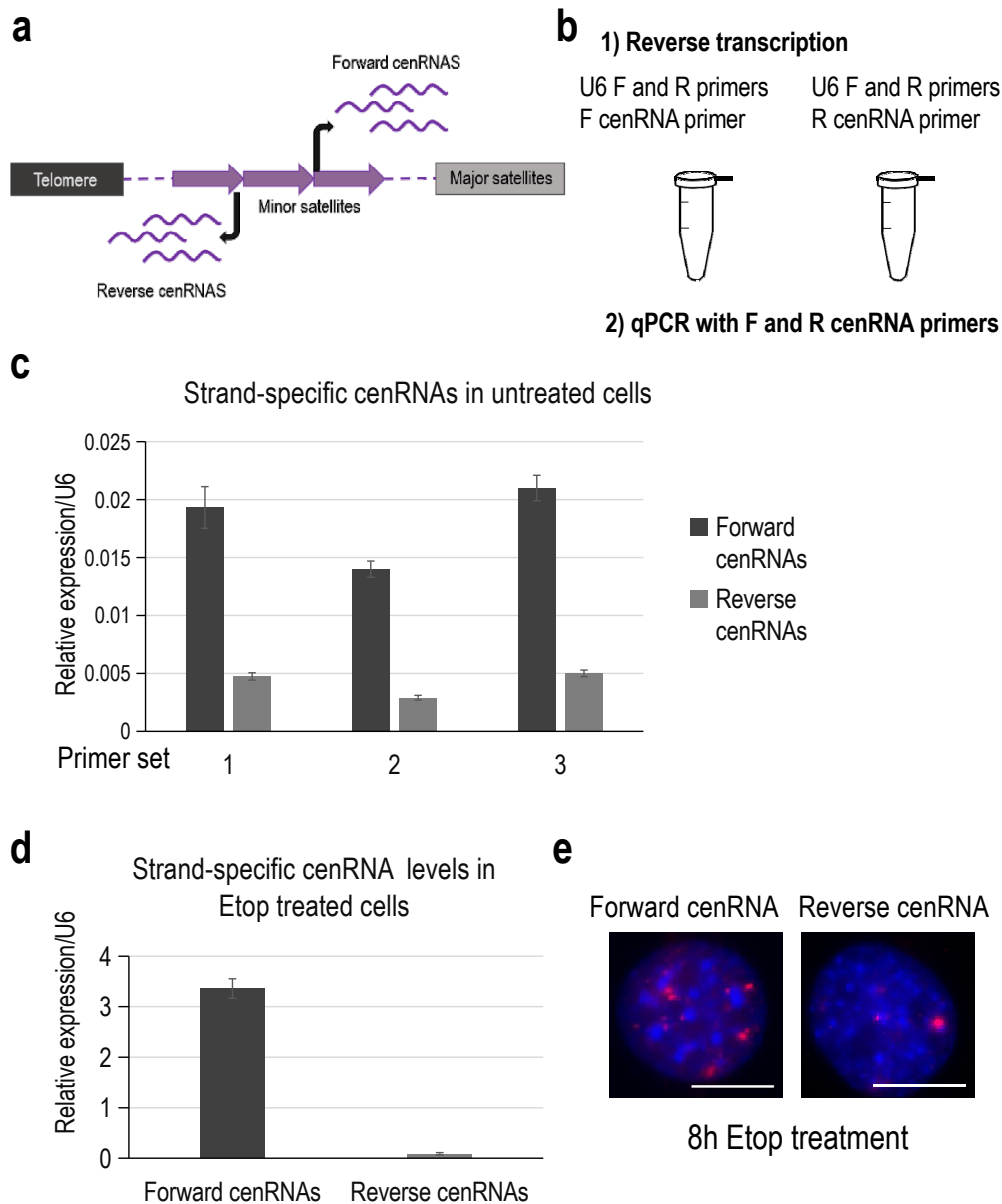 a
Forward cenRNAS
Telomere
Minor satellites
Major satellites
Reverse cenRNAS
b
1) Reverse transcription
U6 F and R primers
F cenRNA primer
U6 F and R primers
R cenRNA primer
2) qPCR with F and R cenRNA primers
c
Strand-specific cenRNAs in untreated cells
Relative expression/U6
0.025
0.02
0.015
0.01
0.005
0
Primer set
1
2
3
Forward
cenRNAs
Reverse
cenRNAs
d
Strand-specific cenRNA levels in
Etop treated cells
Relative expression/U6
4
3
2
1
0
Forward cenRNAs
Reverse cenRNAs
e
Forward cenRNA
Reverse cenRNA
8h Etop treatment